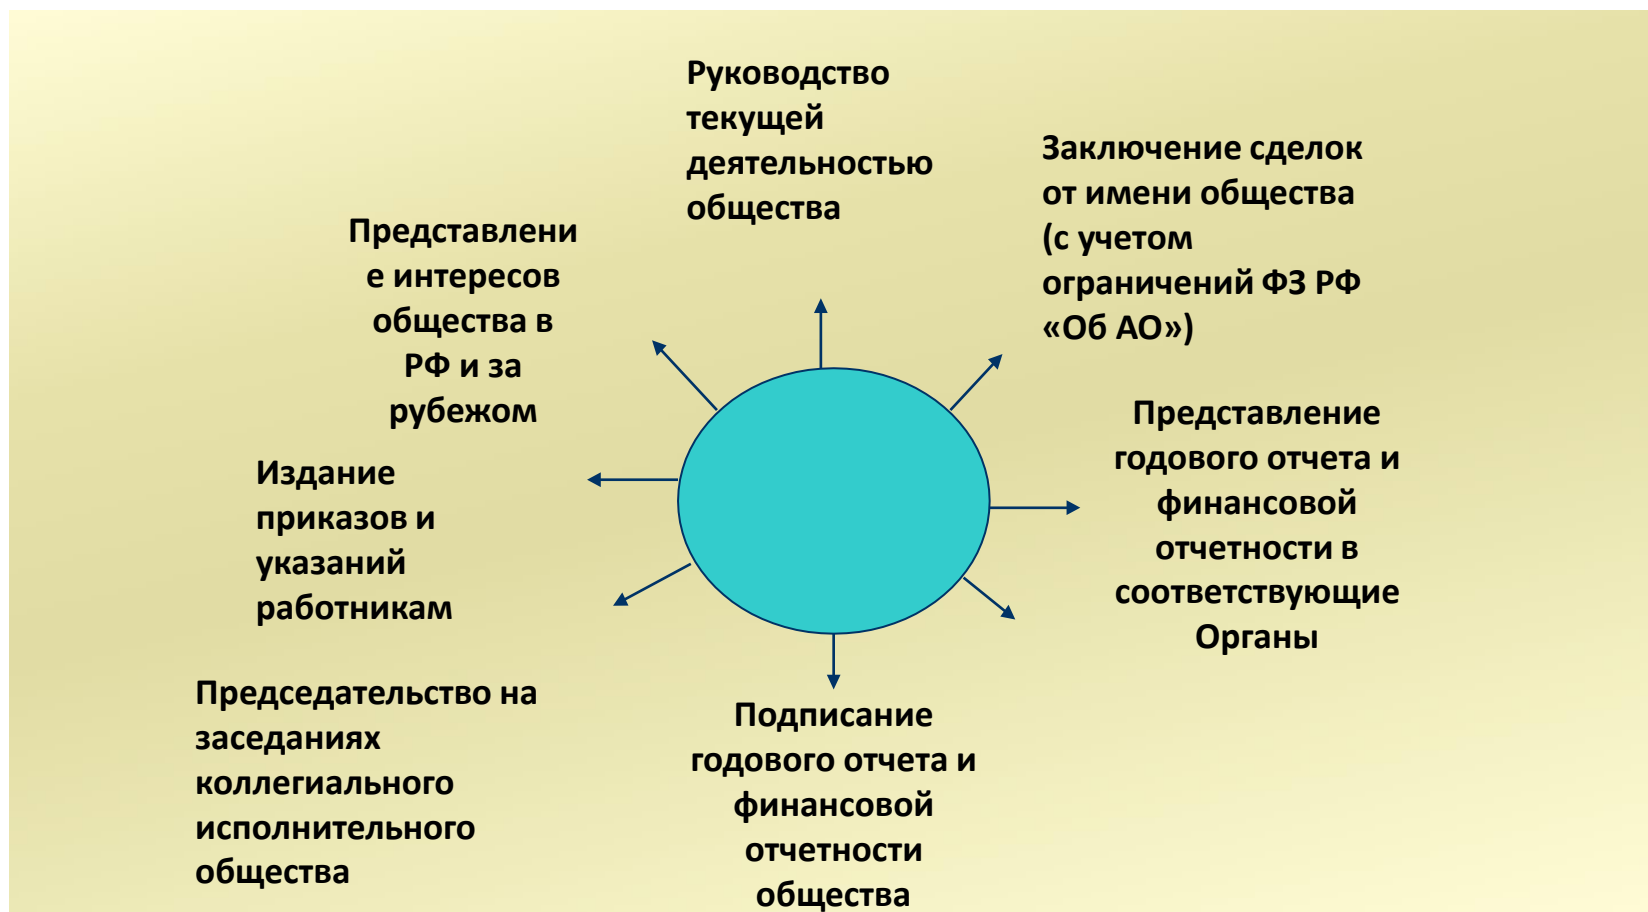 Руководство
текущей
деятельностью
общества
Заключение сделок
от имени общества
(с учетом
ограничений ФЗ РФ
«Об АО»)
Представлени
е интересов
общества в
РФ и за
рубежом
Представление
годового отчета и
финансовой
отчетности в
соответствующие
Органы
Издание
приказов и
указаний
работникам
Председательство на
заседаниях
коллегиального
исполнительного
общества
Подписание
годового отчета и
финансовой
отчетности
общества